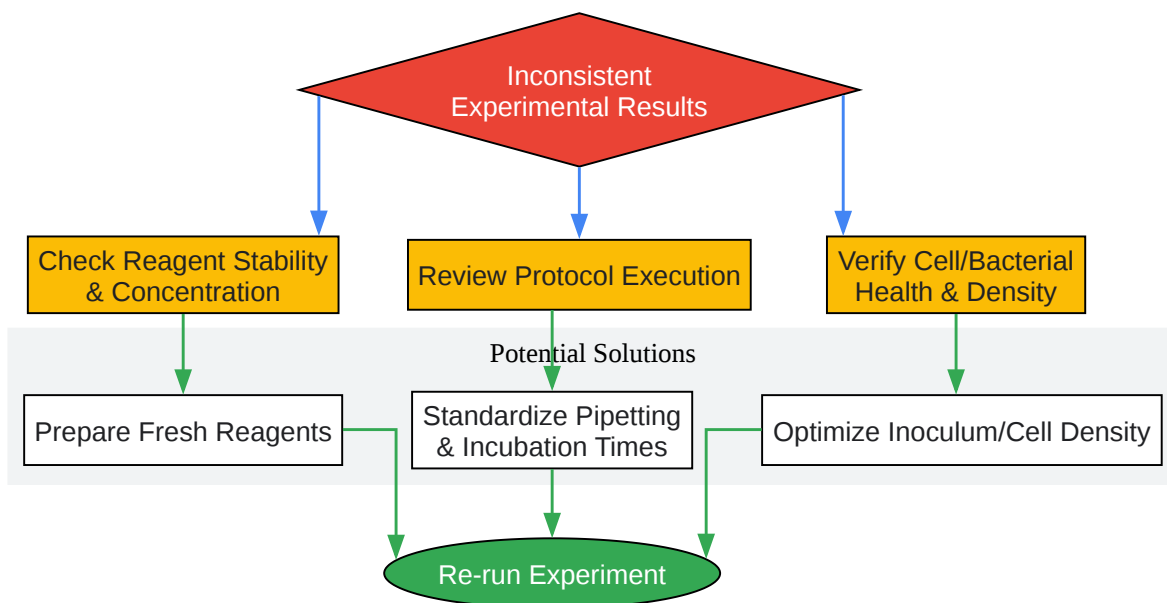 Inconsistent
Experimental Results
Check Reagent Stability
& Concentration
Review Protocol Execution
Verify Cell/Bacterial
Health & Density
Potential Solutions
Prepare Fresh Reagents
Standardize Pipetting
& Incubation Times
Optimize Inoculum/Cell Density
Re-run Experiment